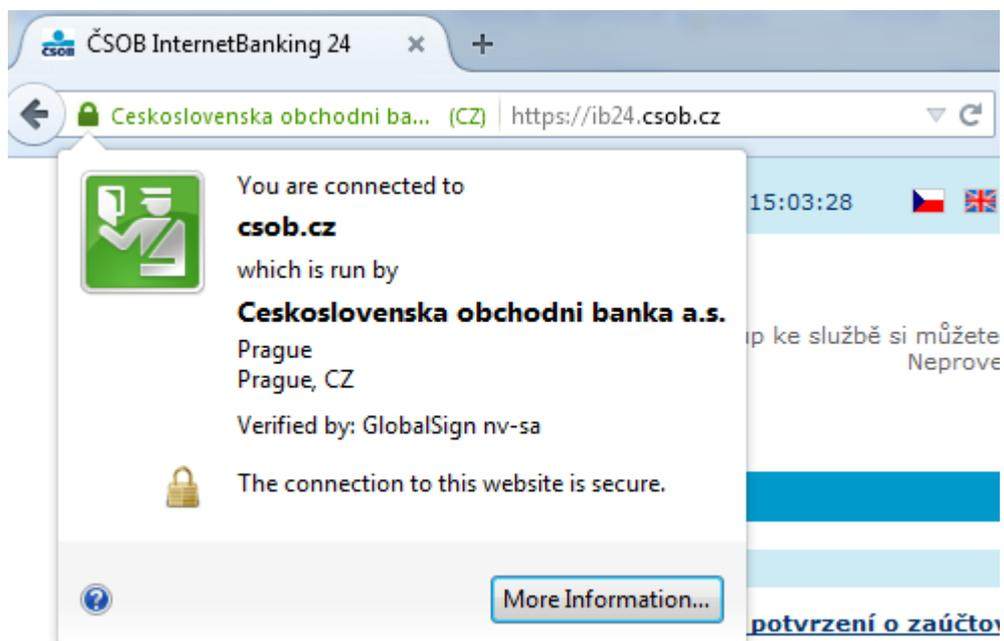 ČSOB InternetBanking 24
ČSOB
Ceskoslovenska obchodni ba... (CZ) https://ib24.csob.cz
You are connected to
csob.cz
which is run by
Ceskoslovenska obchodni banka a.s.
Prague
Prague, CZ
Verified by: GlobalSign nv-sa
The connection to this website is secure.
More Information...
15:03:28
up ke službě si můžete
Neprove
potvrzení o zaúčtov